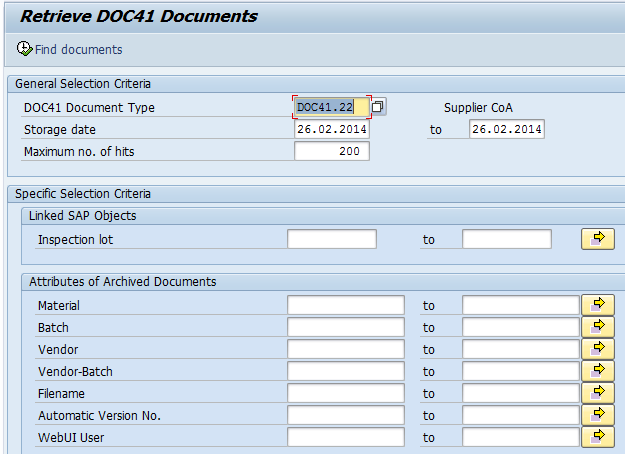 Retrieve DOC41 Documents
Find documents
General Selection Criteria
DOC41 Document Type DOC41.22 Supplier CoA
Storage date 26.02.2014 to 26.02.2014
Maximum no. of hits 200
Specific Selection Criteria
Linked SAP Objects
Inspection lot to
Attributes of Archived Documents
Material to
Batch to
Vendor to
Vendor-Batch to
Filename to
Automatic Version No. to
WebUI User to